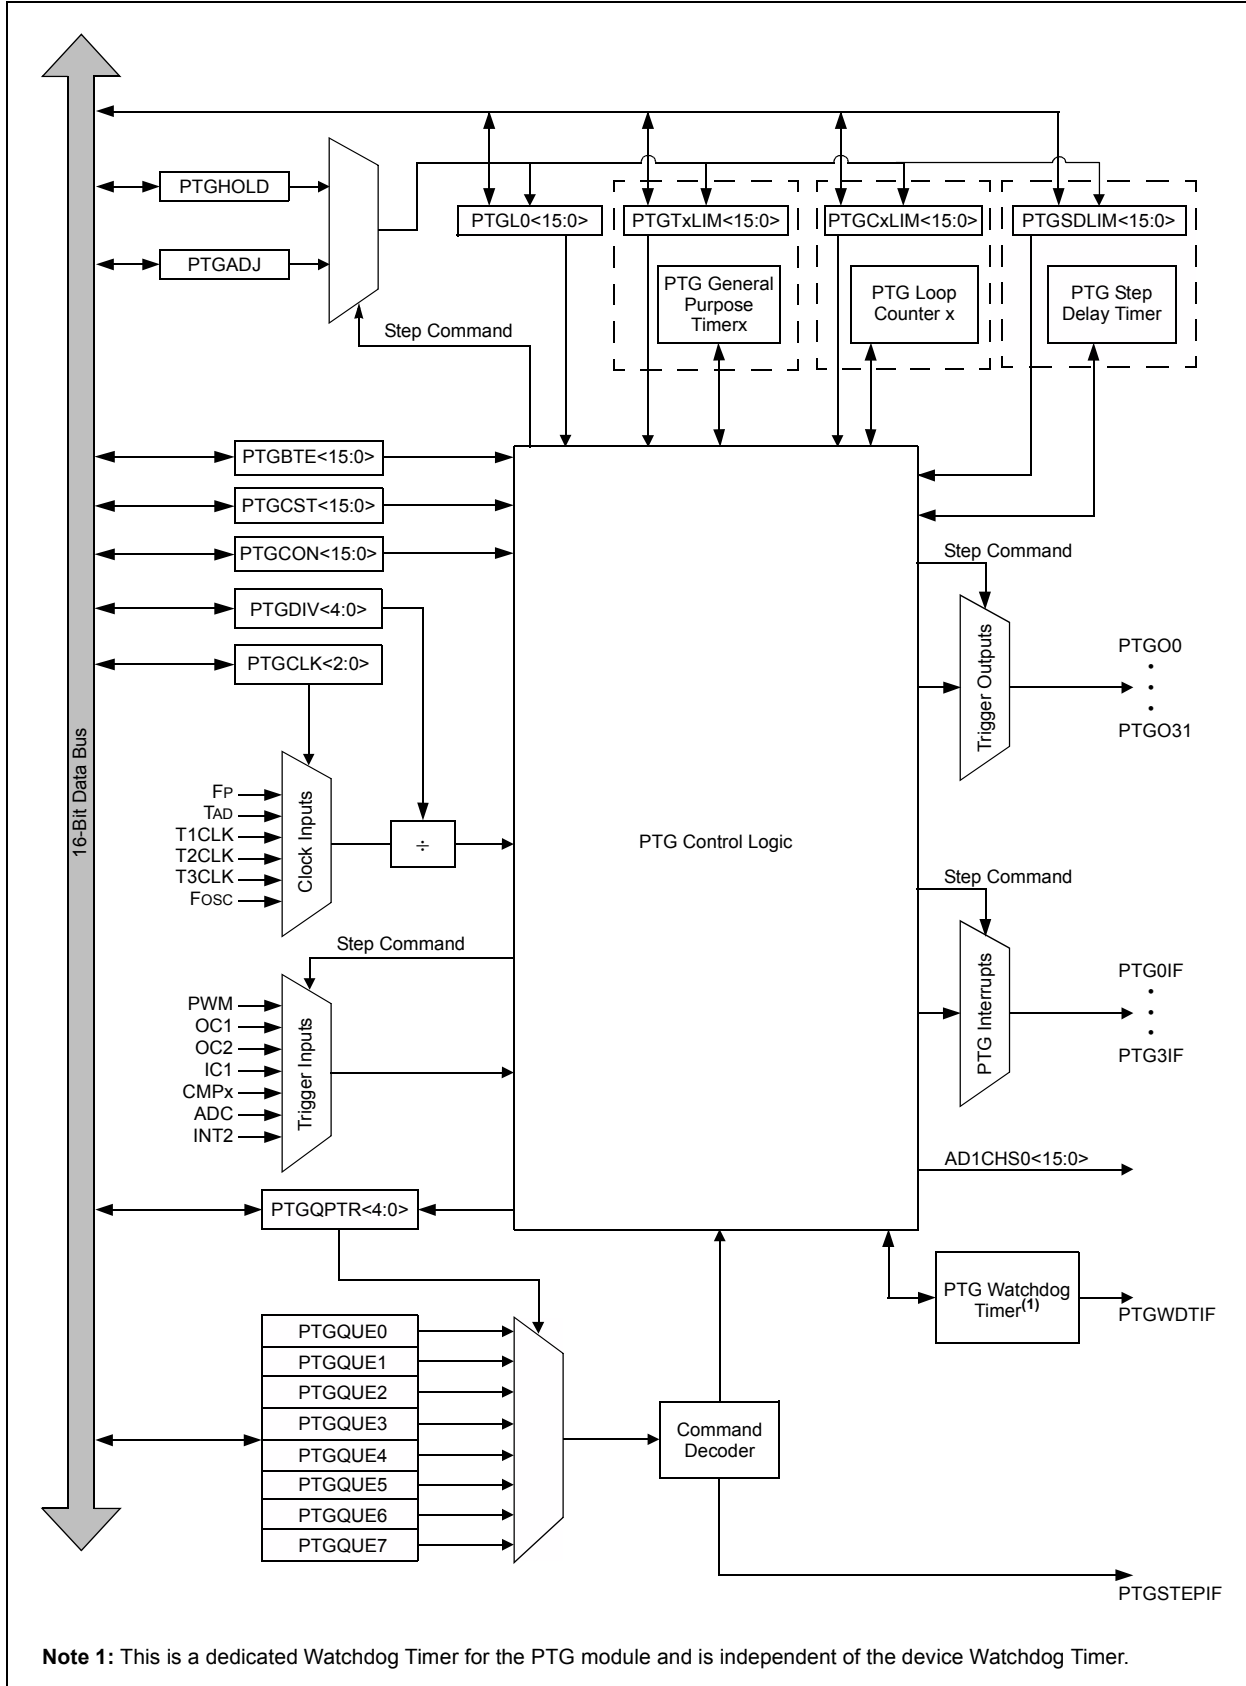 16-Bit Data Bus
PTGHOLD
PTGADJ
PTGL0<15:0>
PTGTxLIM<15:0>
PTGCxLIM<15:0>
PTGSDLIM<15:0>
PTG General
Purpose
Timerx
PTG Loop
Counter x
PTG Step
Delay Timer
Step Command
PTGBTE<15:0>
PTGCST<15:0>
PTGCON<15:0>
PTGDIV<4:0>
PTGCLK<2:0>
Step Command
Trigger Outputs
PTGO0
•
•
•
PTGO31
FP
TAD
T1CLK
T2CLK
T3CLK
FOSC
Clock Inputs
÷
PTG Control Logic
Step Command
PTG Interrupts
PTG0IF
•
•
•
PTG3IF
Step Command
PWM
OC1
OC2
IC1
CMPx
ADC
INT2
Trigger Inputs
AD1CHS0<15:0>
PTGQPTR<4:0>
PTG Watchdog
Timer(1)
PTGWDTIF
PTGQUE0
PTGQUE1
PTGQUE2
PTGQUE3
PTGQUE4
PTGQUE5
PTGQUE6
PTGQUE7
Command
Decoder
PTGSTEPIF
Note 1: This is a dedicated Watchdog Timer for the PTG module and is independent of the device Watchdog Timer.